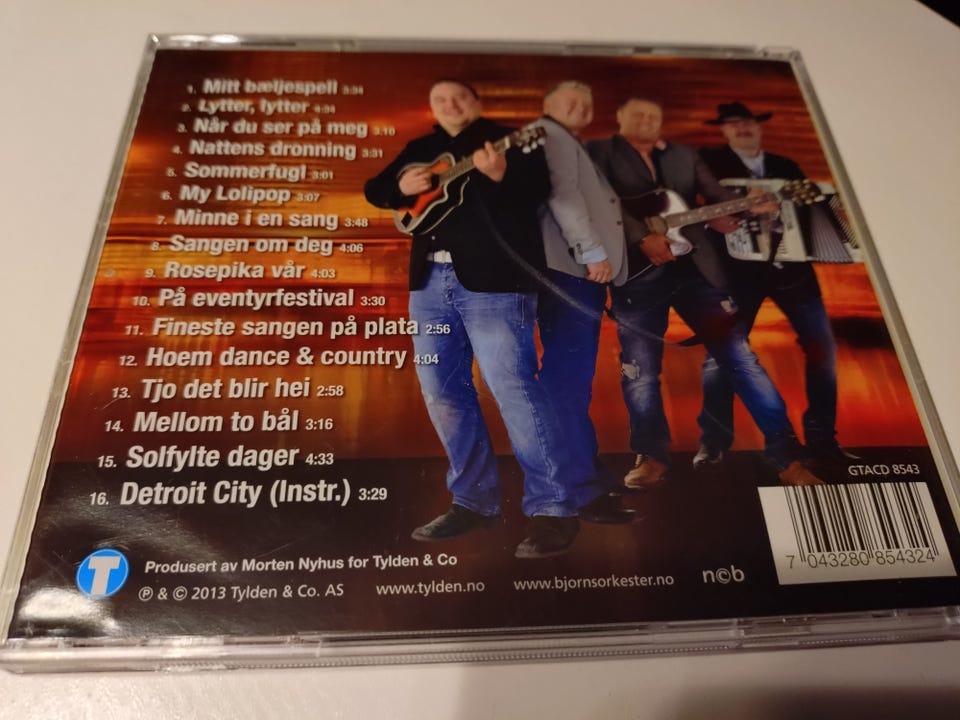 1. Mitt bæljespell 3:34
2. Lytter, lytter 4:34
3. Når du ser på meg 3:10
4. Nattens dronning 3:31
5. Sommerfugl 3:01
6. My Lolipop 3:07
7. Minne i en sang 3:48
8. Sangen om deg 4:06
9. Rosepika vår 4:03
10. På eventyrfestival 3:30
11. Fineste sangen på plata 2:56
12. Hoem dance & country 4:04
13. Tjo det blir hei 2:58
14. Mellom to bål 3:16
15. Solfylte dager 4:33
16. Detroit City (Instr.) 3:29
GTACD 8543
7 043280 854324
T
Produsert av Morten Nyhus for Tylden & Co
℗ & © 2013 Tylden & Co. AS www.tylden.no www.bjornsorkester.no n©b